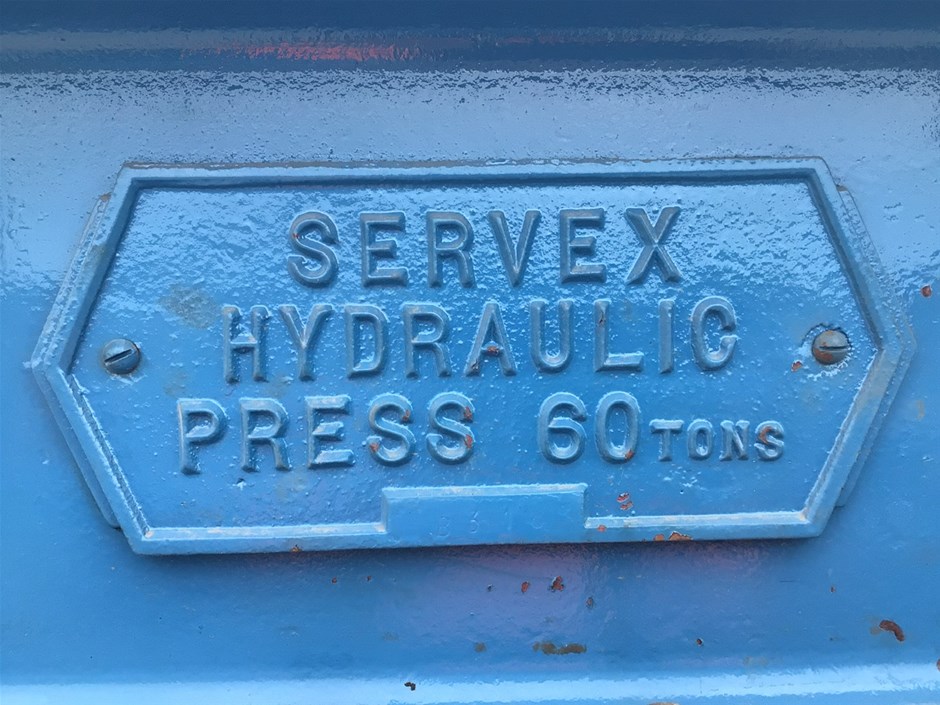 SERVEX
HYDRAULIC
PRESS 60 TONS